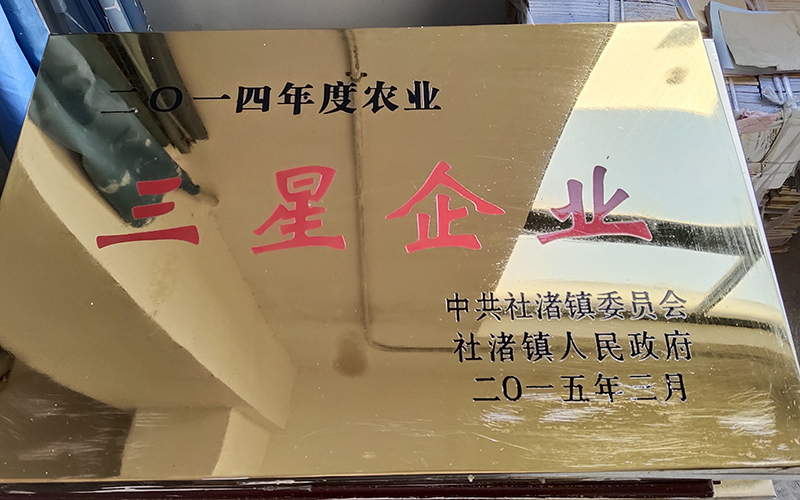 二〇一四年度农业
三星企业
中共社渚镇委员会
社渚镇人民政府
二〇一五年三月